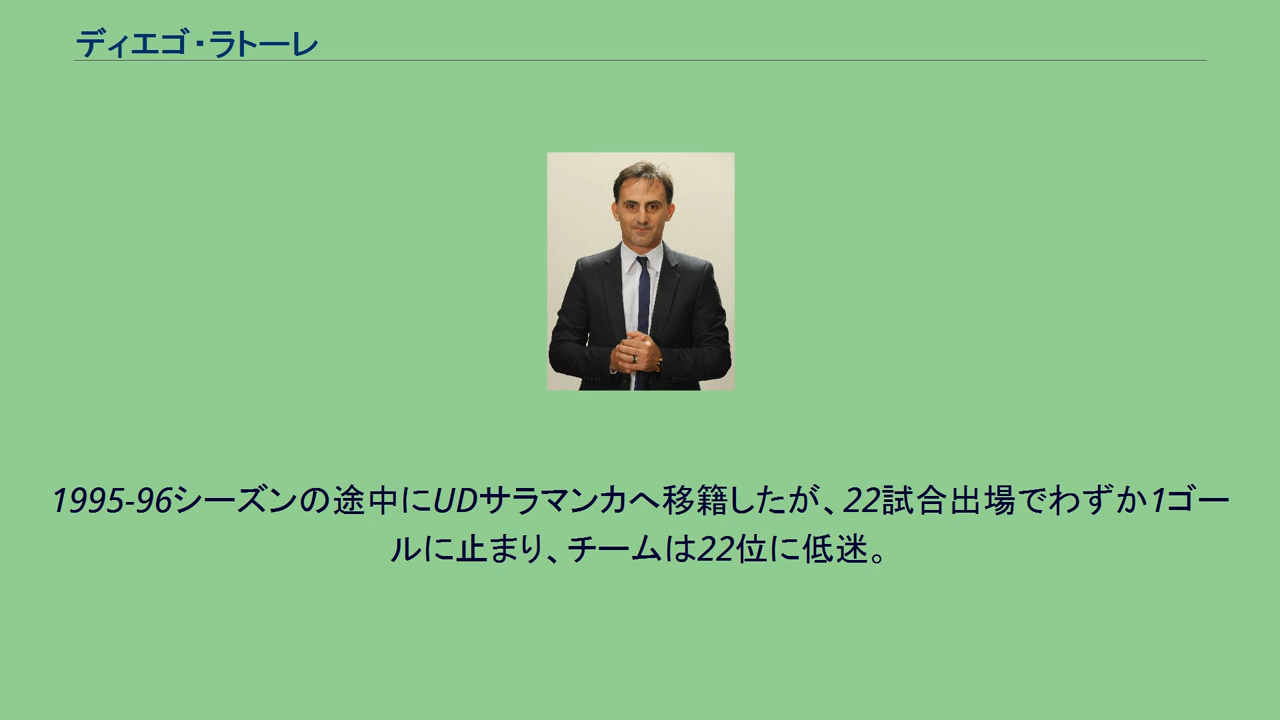 ディエゴ・ラトーレ
1995-96シーズンの途中にUDサラマンカへ移籍したが、22試合出場でわずか1ゴー
ルに止まり、チームは22位に低迷。